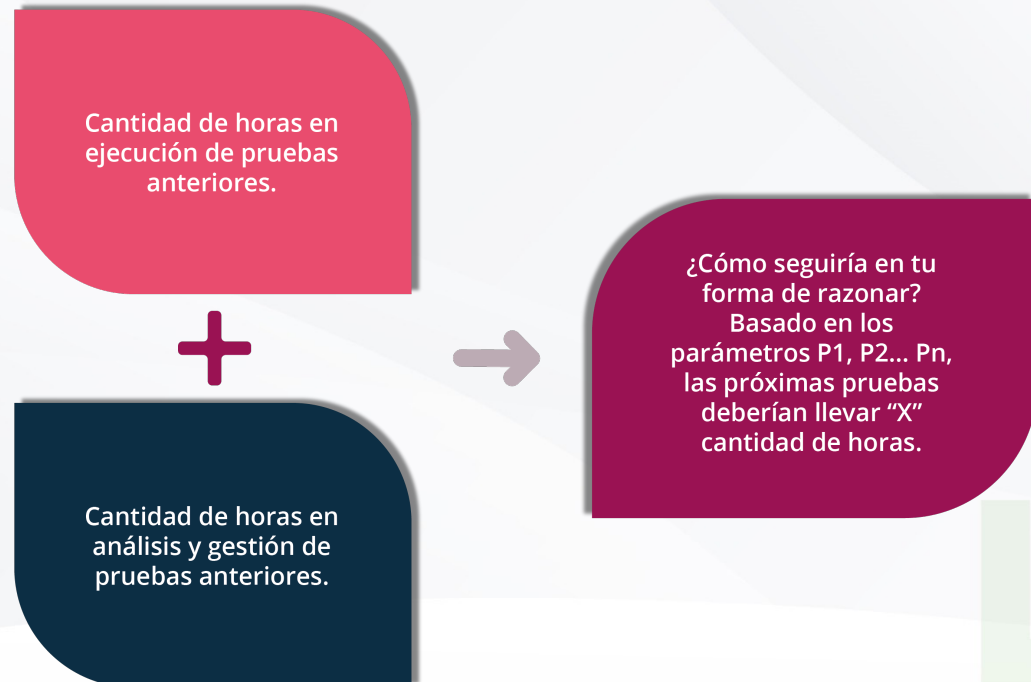 Cantidad de horas en
ejecución de pruebas
anteriores.
Cantidad de horas en
análisis y gestión de
pruebas anteriores.
¿Cómo seguiría en tu
forma de razonar?
Basado en los
parámetros P1, P2... Pn,
las próximas pruebas
deberían llevar “X”
cantidad de horas.